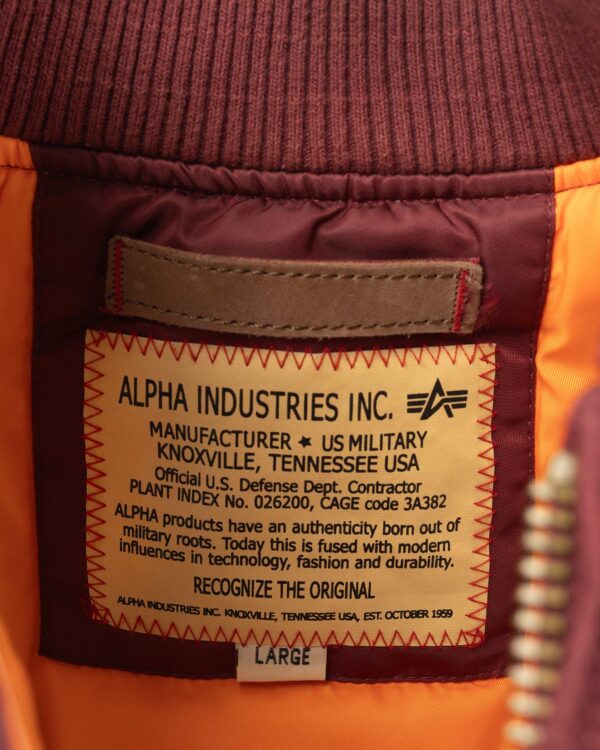 ALPHA INDUSTRIES INC.
MANUFACTURER ★ US MILITARY
KNOXVILLE, TENNESSEE USA
Official U.S. Defense Dept. Contractor
PLANT INDEX No. 026200, CAGE code 3A382
ALPHA products have an authenticity born out of
military roots. Today this is fused with modern
influences in technology, fashion and durability.
RECOGNIZE THE ORIGINAL
ALPHA INDUSTRIES INC. KNOXVILLE, TENNESSEE USA, EST. OCTOBER 1959
LARGE